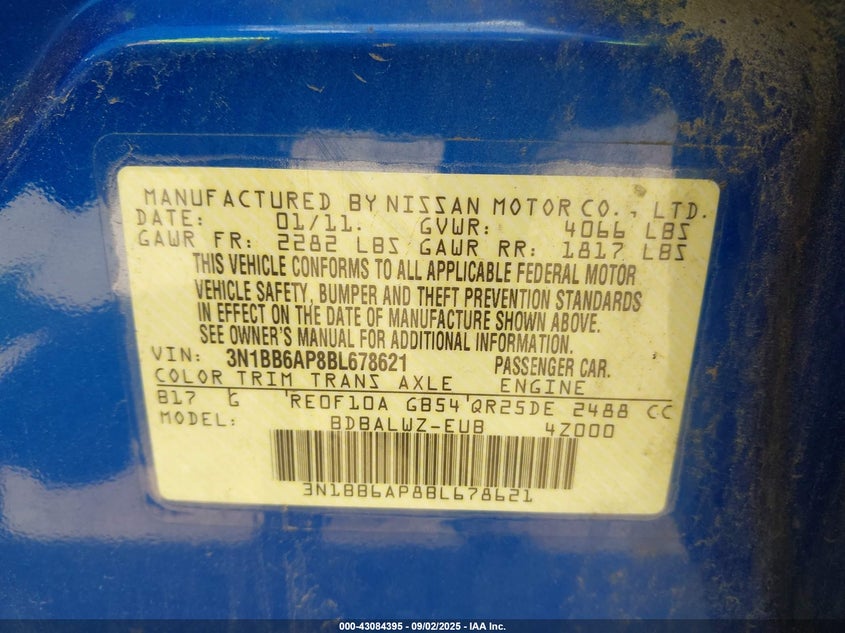 MANUFACTURED BY NISSAN MOTOR CO., LTD.
DATE: 01/11. GVWR: 4066 LBS
GAWR FR: 2282 LBS GAWR RR: 1817 LBS
THIS VEHICLE CONFORMS TO ALL APPLICABLE FEDERAL MOTOR
VEHICLE SAFETY, BUMPER AND THEFT PREVENTION STANDARDS
IN EFFECT ON THE DATE OF MANUFACTURE SHOWN ABOVE.
SEE OWNER'S MANUAL FOR ADDITIONAL INFORMATION.
VIN: 3N1BB6AP8BL678621 PASSENGER CAR.
COLOR TRIM TRANS AXLE ENGINE
B17 G RE0F10A GB54 QR25DE 2488 CC
MODEL: BDBALWZ-EUB 4Z000
3N1BB6AP8BL678621
000-43084395 - 09/02/2025 - IAA Inc.